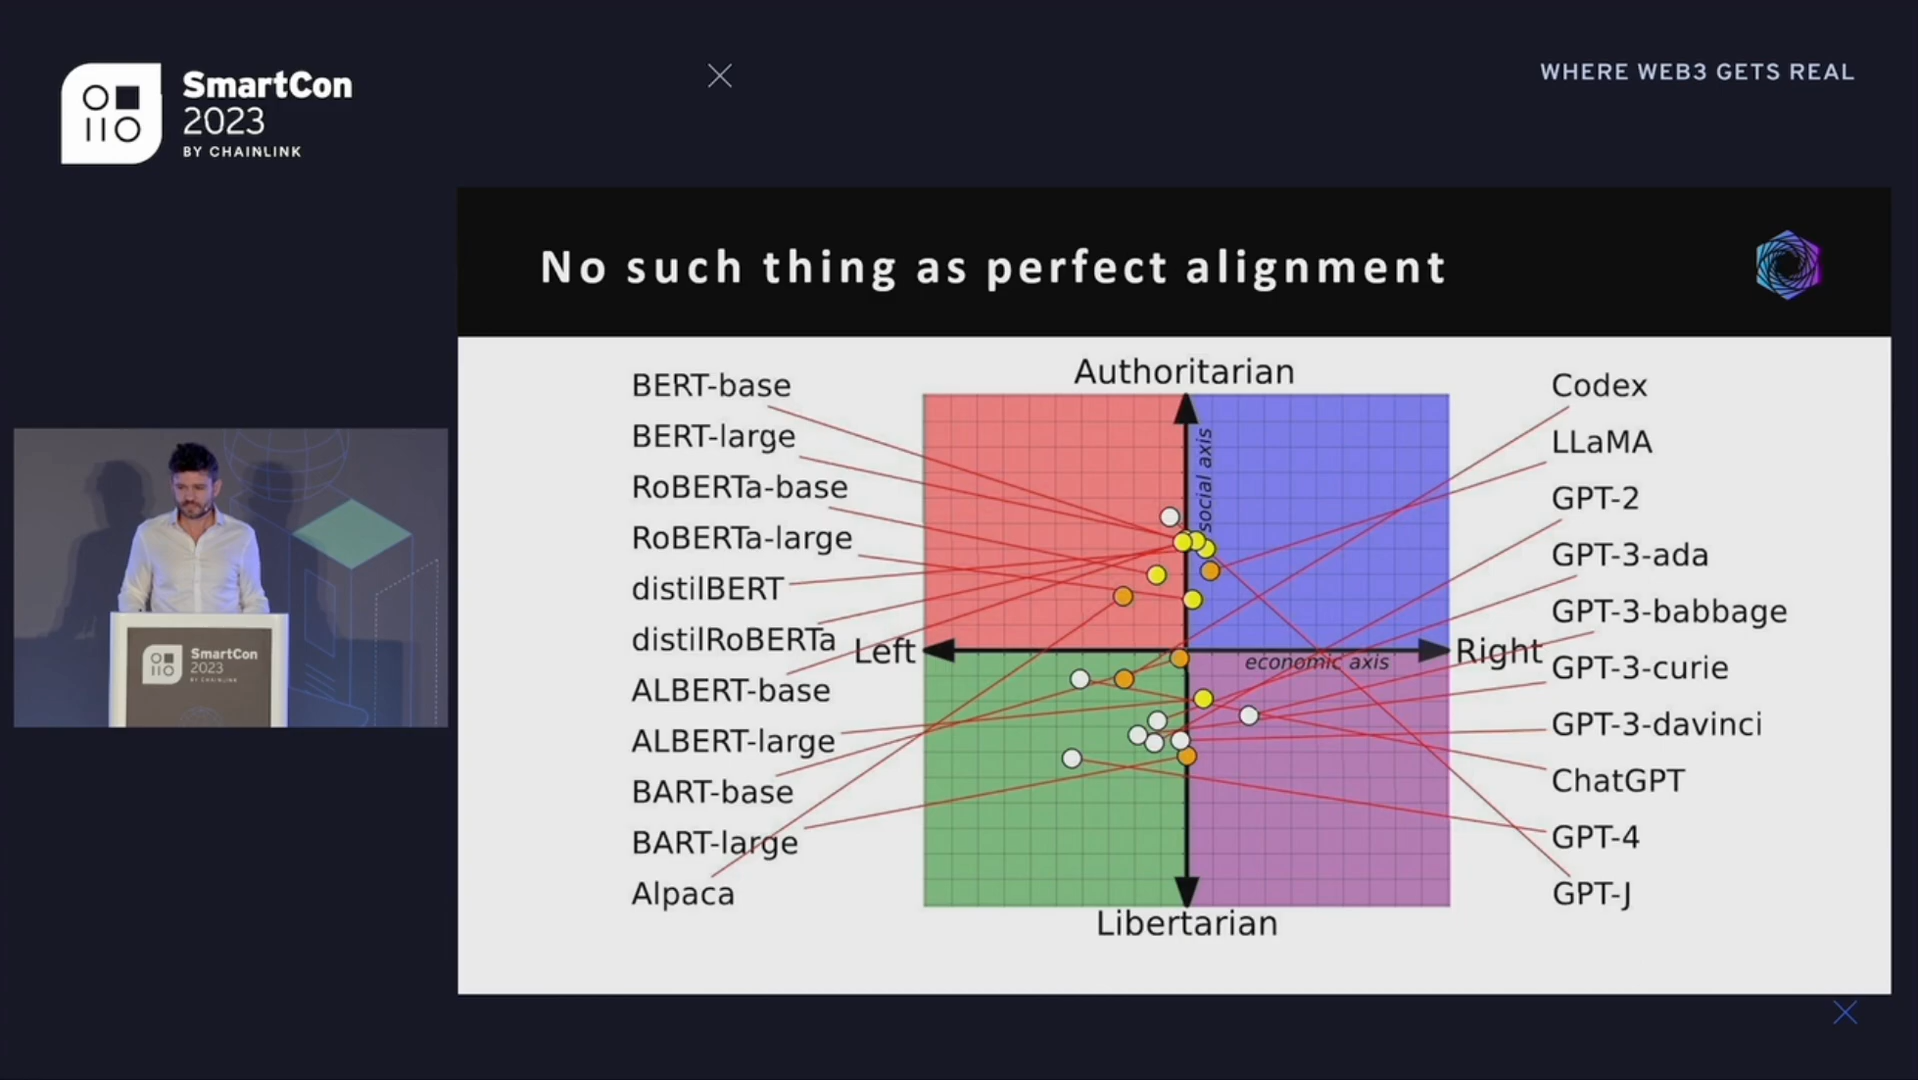 SmartCon
2023
BY CHAINLINK
WHERE WEB3 GETS REAL
No such thing as perfect alignment
BERT-base
BERT-large
RoBERTa-base
RoBERTa-large
distilBERT
distilRoBERTa
ALBERT-base
ALBERT-large
BART-base
BART-large
Alpaca
Authoritarian
social axis
Left
economic axis
Right
Libertarian
Codex
LLaMA
GPT-2
GPT-3-ada
GPT-3-babbage
GPT-3-curie
GPT-3-davinci
ChatGPT
GPT-4
GPT-J
SmartCon
2023
BY CHAINLINK